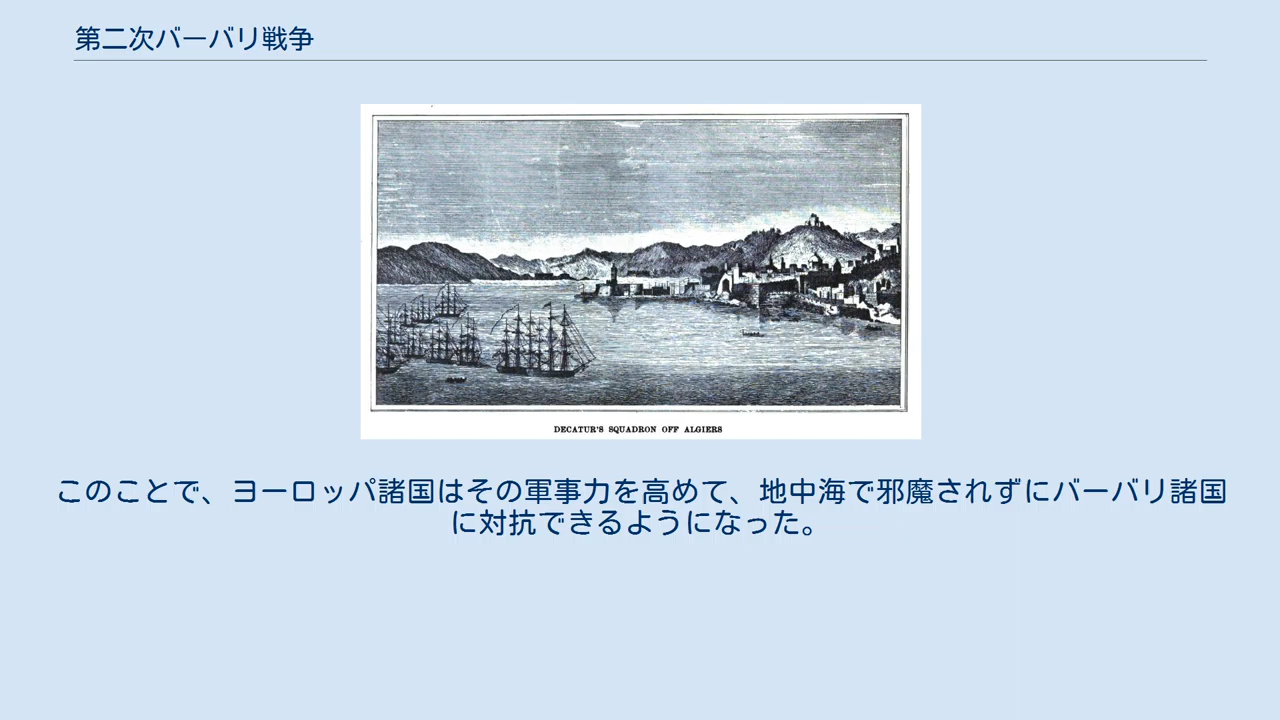 第二次バーバリ戦争
DECATUR'S SQUADRON OFF ALGIERS
このことで、ヨーロッパ諸国はその軍事力を高めて、地中海で邪魔されずにバーバリ諸国
に対抗できるようになった。